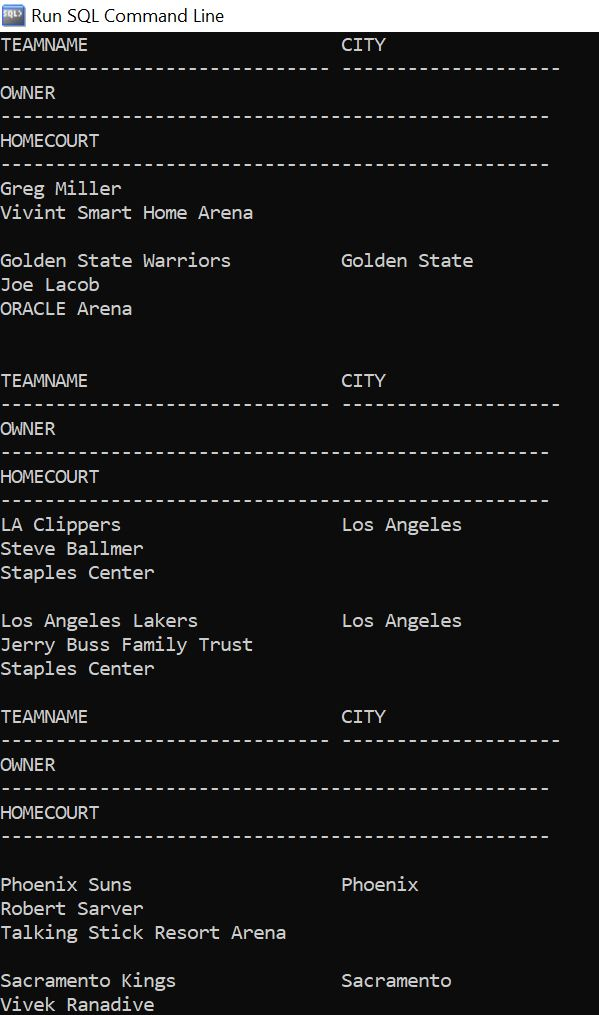 Run SQL Command Line
TEAMNAME                       CITY
------------------------------ --------------------
OWNER
--------------------------------------------------
HOMECOURT
--------------------------------------------------
Greg Miller
Vivint Smart Home Arena

Golden State Warriors          Golden State
Joe Lacob
ORACLE Arena


TEAMNAME                       CITY
------------------------------ --------------------
OWNER
--------------------------------------------------
HOMECOURT
--------------------------------------------------
LA Clippers                    Los Angeles
Steve Ballmer
Staples Center

Los Angeles Lakers             Los Angeles
Jerry Buss Family Trust
Staples Center

TEAMNAME                       CITY
------------------------------ --------------------
OWNER
--------------------------------------------------
HOMECOURT
--------------------------------------------------

Phoenix Suns                   Phoenix
Robert Sarver
Talking Stick Resort Arena

Sacramento Kings               Sacramento
Vivek Ranadive